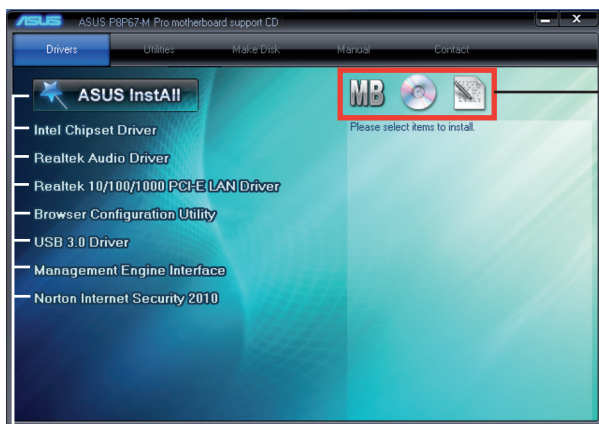 ASUS ASUS P8P67-M Pro motherboard support CD
Drivers Utilities Make Disk Manual Contact
ASUS InstAll
MB
Please select items to install.
Intel Chipset Driver
Realtek Audio Driver
Realtek 10/100/1000 PCI-E LAN Driver
Browser Configuration Utility
USB 3.0 Driver
Management Engine Interface
Norton Internet Security 2010